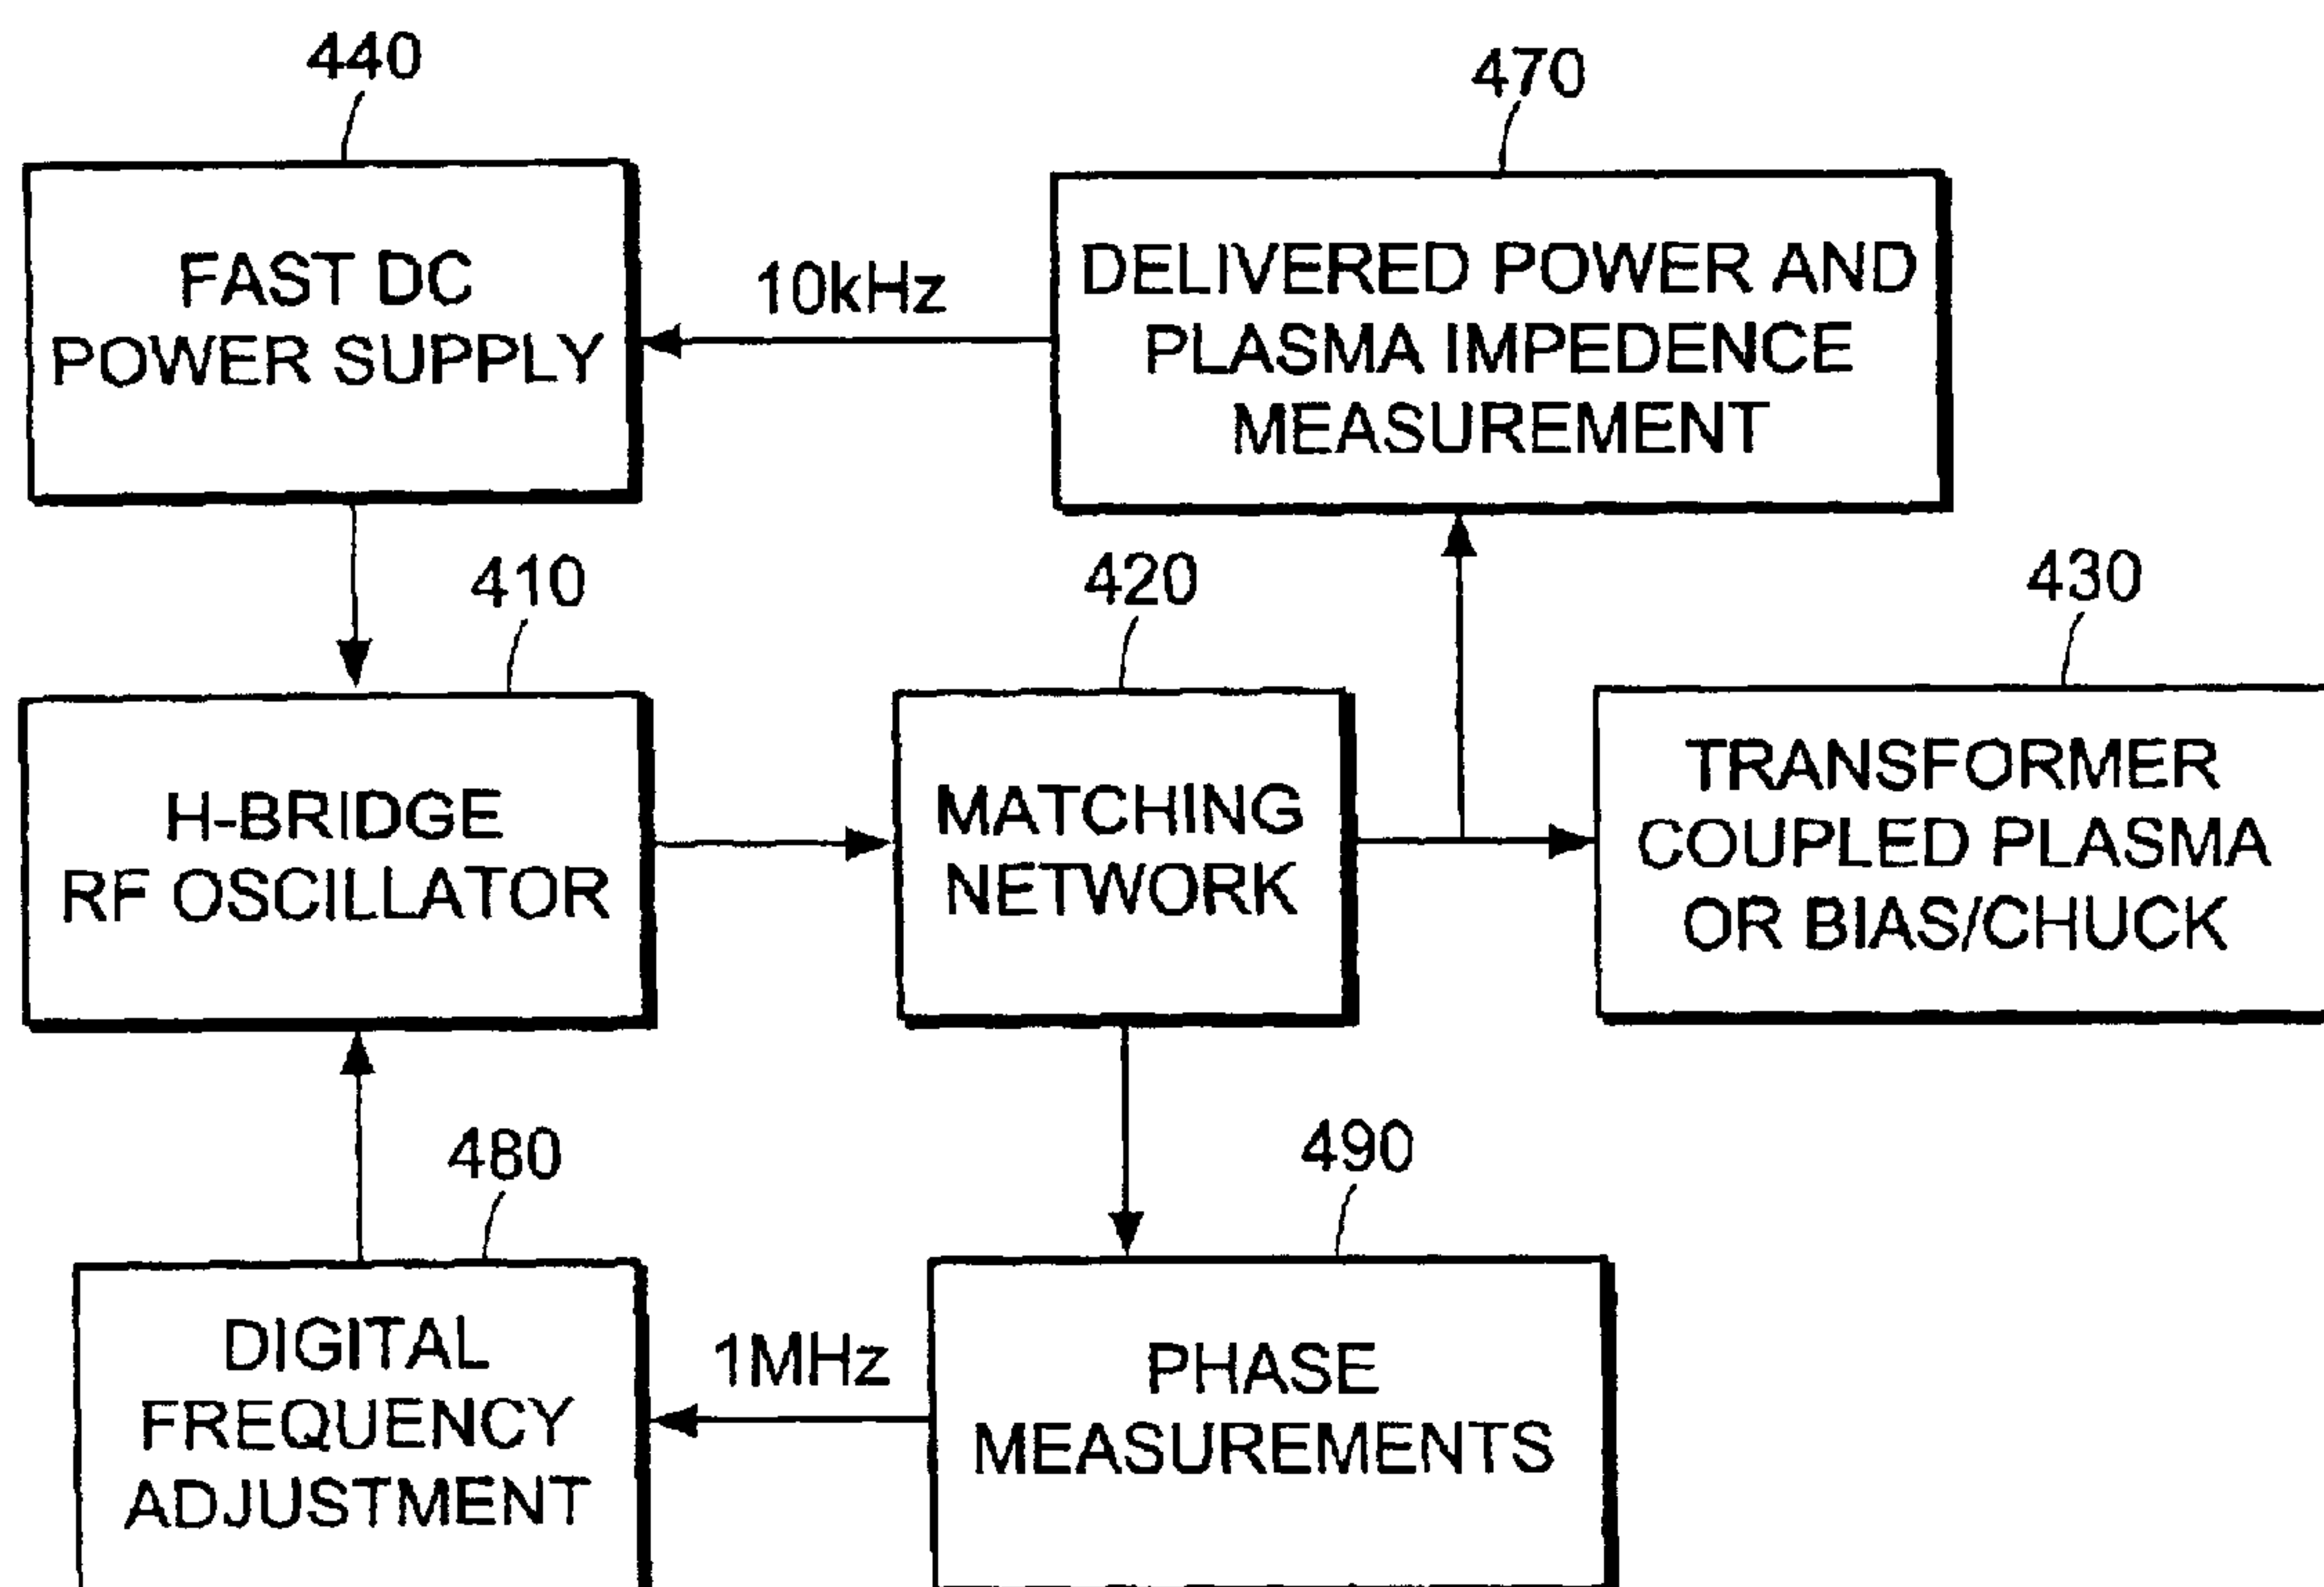 440
470
FAST DC
POWER SUPPLY
10kHz
DELIVERED POWER AND
PLASMA IMPEDENCE
MEASUREMENT
410
420
430
H-BRIDGE
RF OSCILLATOR
MATCHING
NETWORK
TRANSFORMER
COUPLED PLASMA
OR BIAS/CHUCK
480
490
DIGITAL
FREQUENCY
ADJUSTMENT
1MHz
PHASE
MEASUREMENTS